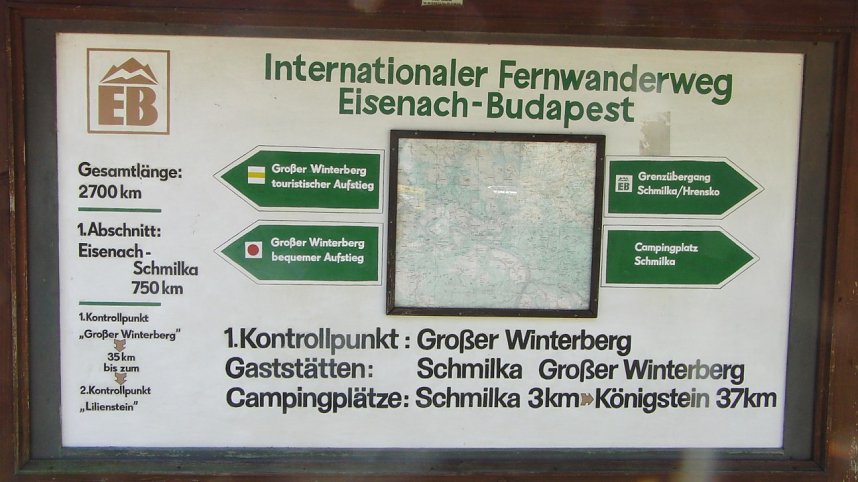 EB
Internationaler Fernwanderweg
Eisenach-Budapest
Gesamtlänge:
2700 km
1.Abschnitt:
Eisenach-
Schmilka
750 km
1.Kontrollpunkt
„Großer Winterberg"
35 km
bis zum
2.Kontrollpunkt
„Lilienstein"
Großer Winterberg
touristischer Aufstieg
Großer Winterberg
bequemer Aufstieg
EB
Grenzübergang
Schmilka/Hrensko
Campingplatz
Schmilka
1.Kontrollpunkt: Großer Winterberg
Gaststätten: Schmilka Großer Winterberg
Campingplätze: Schmilka 3km Königstein 37km